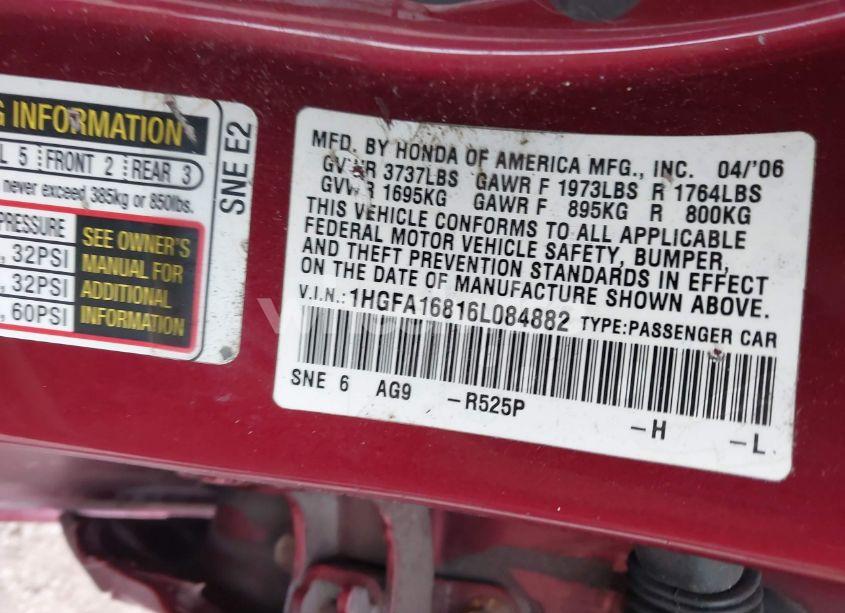 G INFORMATION
L 5 FRONT 2 REAR 3
never exceed 385kg or 850lbs.
PRESSURE
, 32PSI
, 32PSI
, 60PSI
SEE OWNER'S
MANUAL FOR
ADDITIONAL
INFORMATION
SNE E2
MFD. BY HONDA OF AMERICA MFG., INC. 04/'06
GVWR 3737LBS GAWR F 1973LBS R 1764LBS
GVWR 1695KG GAWR F 895KG R 800KG
THIS VEHICLE CONFORMS TO ALL APPLICABLE
FEDERAL MOTOR VEHICLE SAFETY, BUMPER,
AND THEFT PREVENTION STANDARDS IN EFFECT
ON THE DATE OF MANUFACTURE SHOWN ABOVE.
V.I.N.: 1HGFA16816L084882 TYPE:PASSENGER CAR
SNE 6 AG9 -R525P -H -L